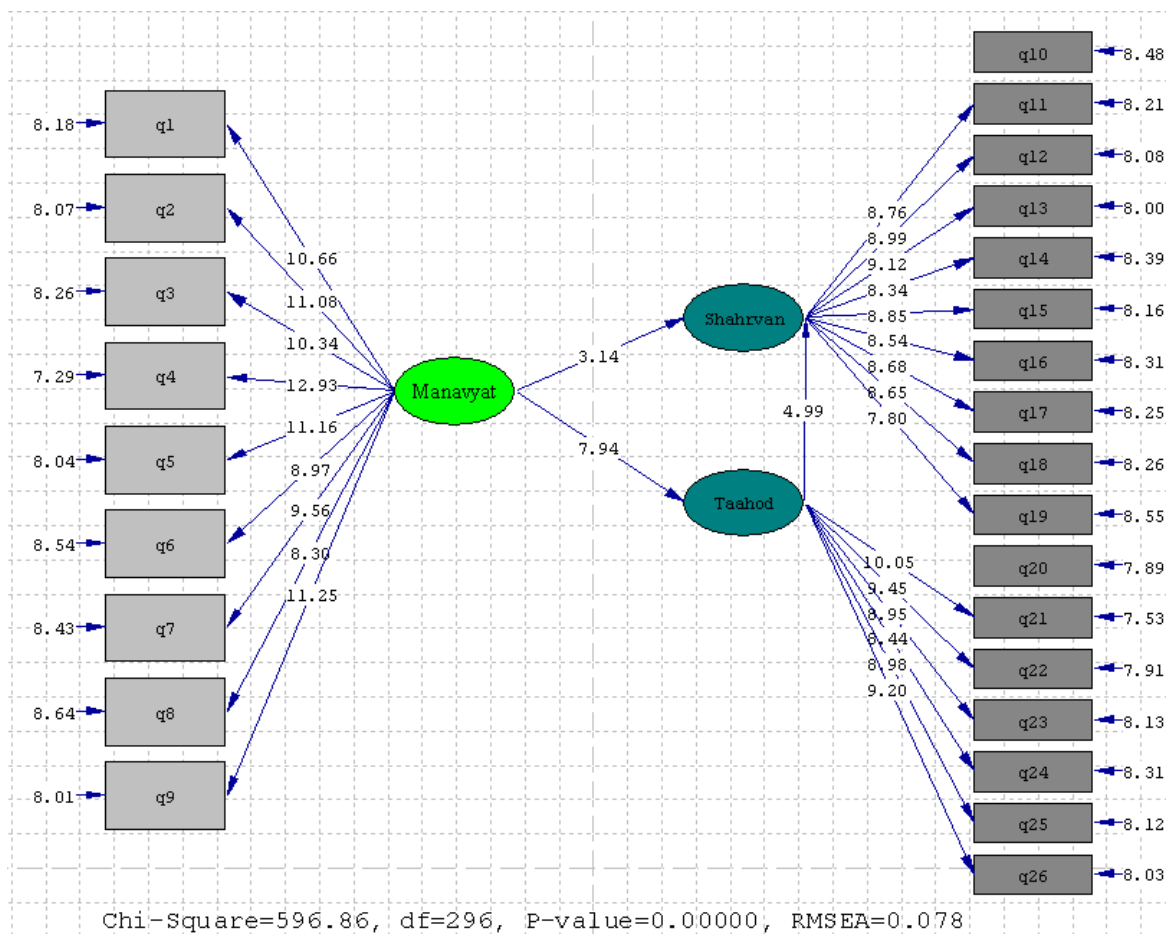 8.18 q1
8.07 q2
8.26 q3
7.29 q4
8.04 q5
8.54 q6
8.43 q7
8.64 q8
8.01 q9
10.66
11.08
10.34
12.93
11.16
8.97
9.56
8.30
11.25
Manavyat
3.14
7.94
Shahrvan
4.99
Taahod
8.76
8.99
9.12
8.34
8.85
8.54
8.68
8.65
7.80
10.05
9.45
8.95
8.44
8.98
9.20
q10 8.48
q11 8.21
q12 8.08
q13 8.00
q14 8.39
q15 8.16
q16 8.31
q17 8.25
q18 8.26
q19 8.55
q20 7.89
q21 7.53
q22 7.91
q23 8.13
q24 8.31
q25 8.12
q26 8.03
Chi-Square=596.86, df=296, P-value=0.00000, RMSEA=0.078